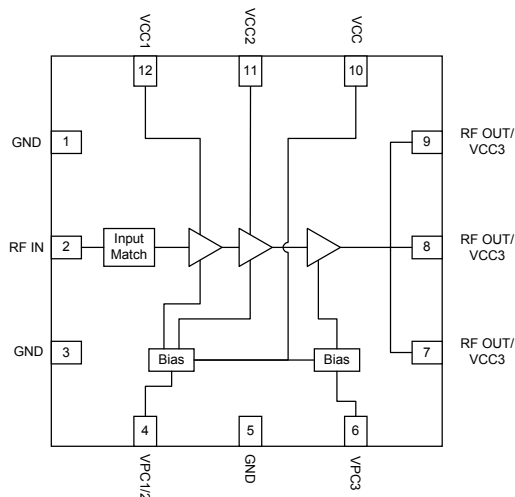 VCC1
VCC2
VCC
12
11
10
GND
1
9
RF OUT/
VCC3
RF IN
2
Input
Match
8
RF OUT/
VCC3
GND
3
Bias
Bias
7
RF OUT/
VCC3
4
5
6
VPC1/2
GND
VPC3